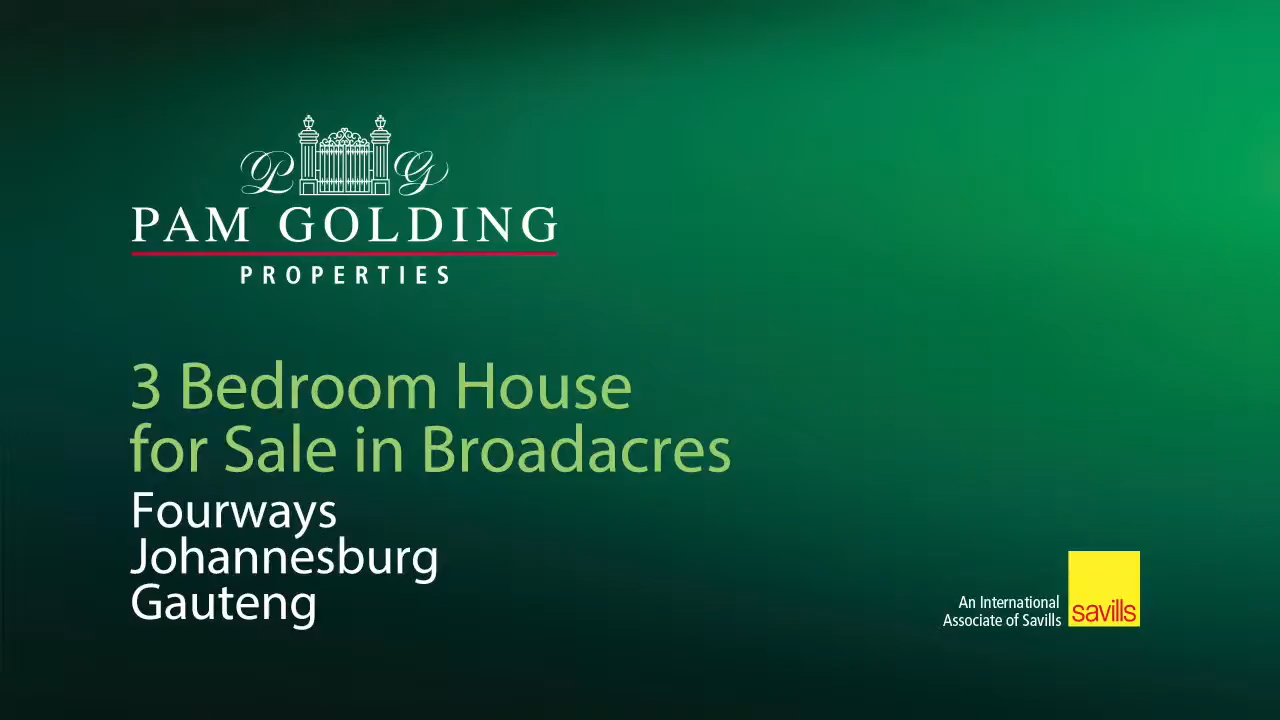 P G
PAM GOLDING
PROPERTIES
3 Bedroom House
for Sale in Broadacres
Fourways
Johannesburg
Gauteng
An International
Associate of Savills
savills